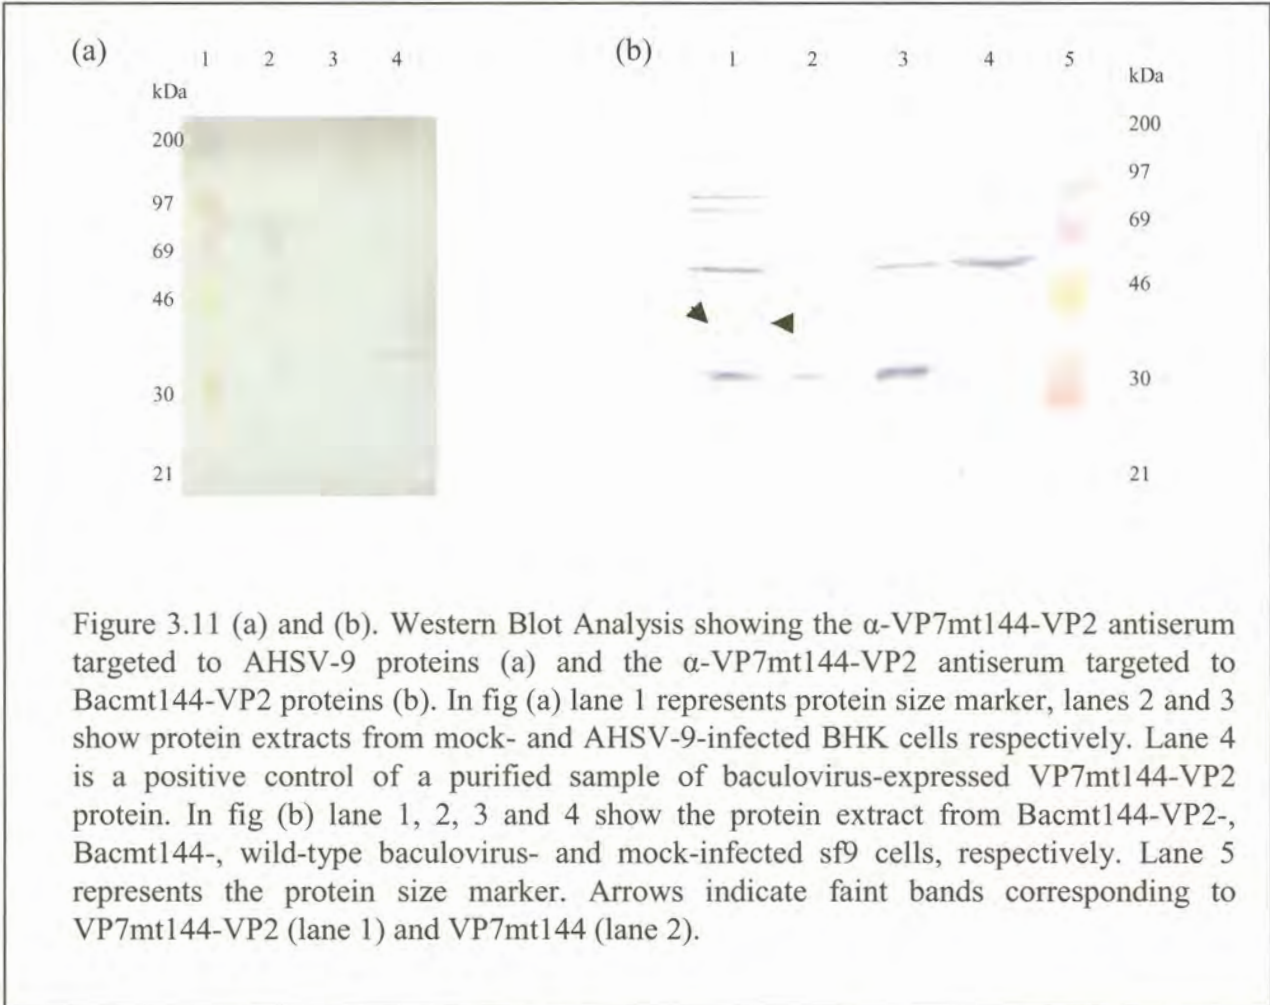 (a)
1 2 3 4
kDa
200
97
69
46
30
21
(b)
1 2 3 4 5
kDa
200
97
69
46
30
21
Figure 3.11 (a) and (b). Western Blot Analysis showing the α-VP7mt144-VP2 antiserum
targeted to AHSV-9 proteins (a) and the α-VP7mt144-VP2 antiserum targeted to
Bacmt144-VP2 proteins (b). In fig (a) lane 1 represents protein size marker, lanes 2 and 3
show protein extracts from mock- and AHSV-9-infected BHK cells respectively. Lane 4
is a positive control of a purified sample of baculovirus-expressed VP7mt144-VP2
protein. In fig (b) lane 1, 2, 3 and 4 show the protein extract from Bacmt144-VP2-,
Bacmt144-, wild-type baculovirus- and mock-infected sf9 cells, respectively. Lane 5
represents the protein size marker. Arrows indicate faint bands corresponding to
VP7mt144-VP2 (lane 1) and VP7mt144 (lane 2).